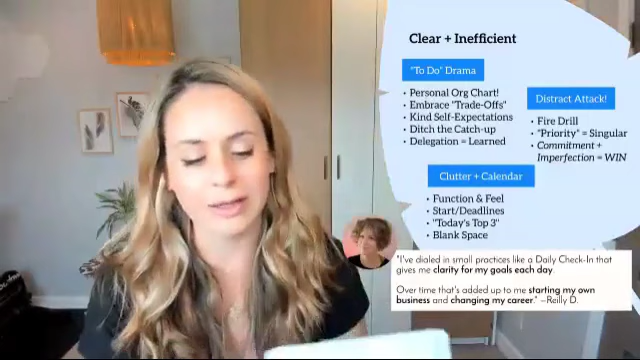 Clear + Inefficient
"To Do" Drama
• Personal Org Chart!
• Embrace "Trade-Offs"
• Kind Self-Expectations
• Ditch the Catch-up
• Delegation = Learned
Distract Attack!
• Fire Drill
• "Priority" = Singular
• Commitment +
Imperfection = WIN
Clutter + Calendar
• Function & Feel
• Start/Deadlines
• "Today's Top 3"
• Blank Space
"I've dialed in small practices like a Daily Check-In that
gives me clarity for my goals each day.
Over time that's added up to me starting my own
business and changing my career." —Reilly D.